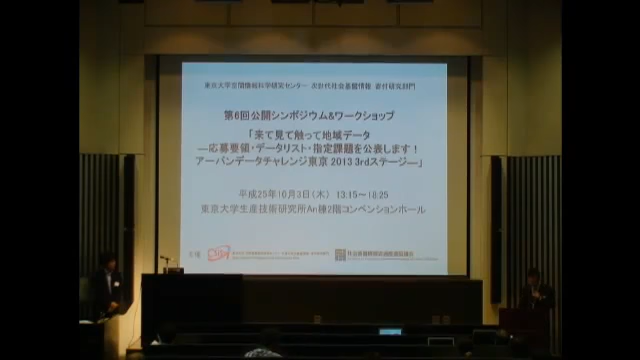 東京大学空間情報科学研究センター 次世代社会基盤情報 寄付研究部門
第6回公開シンポジウム&ワークショップ
「来て見て触って地域データ
―応募要領・データリスト・指定課題を公表します！
アーバンデータチャレンジ東京 2013 3rdステージ―」
平成25年10月3日(木) 13:15～18:25
東京大学生産技術研究所An棟2階コンベンションホール
主催